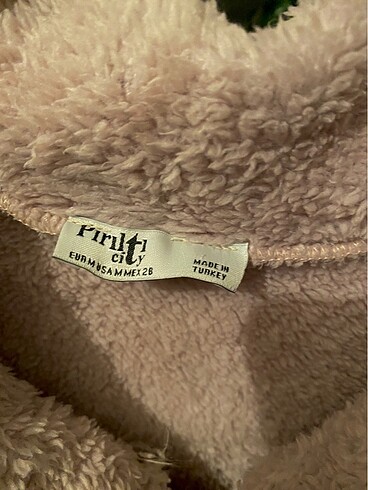 Pırıltı
city
EUR M USA M MEX 28
MADE IN
TURKEY